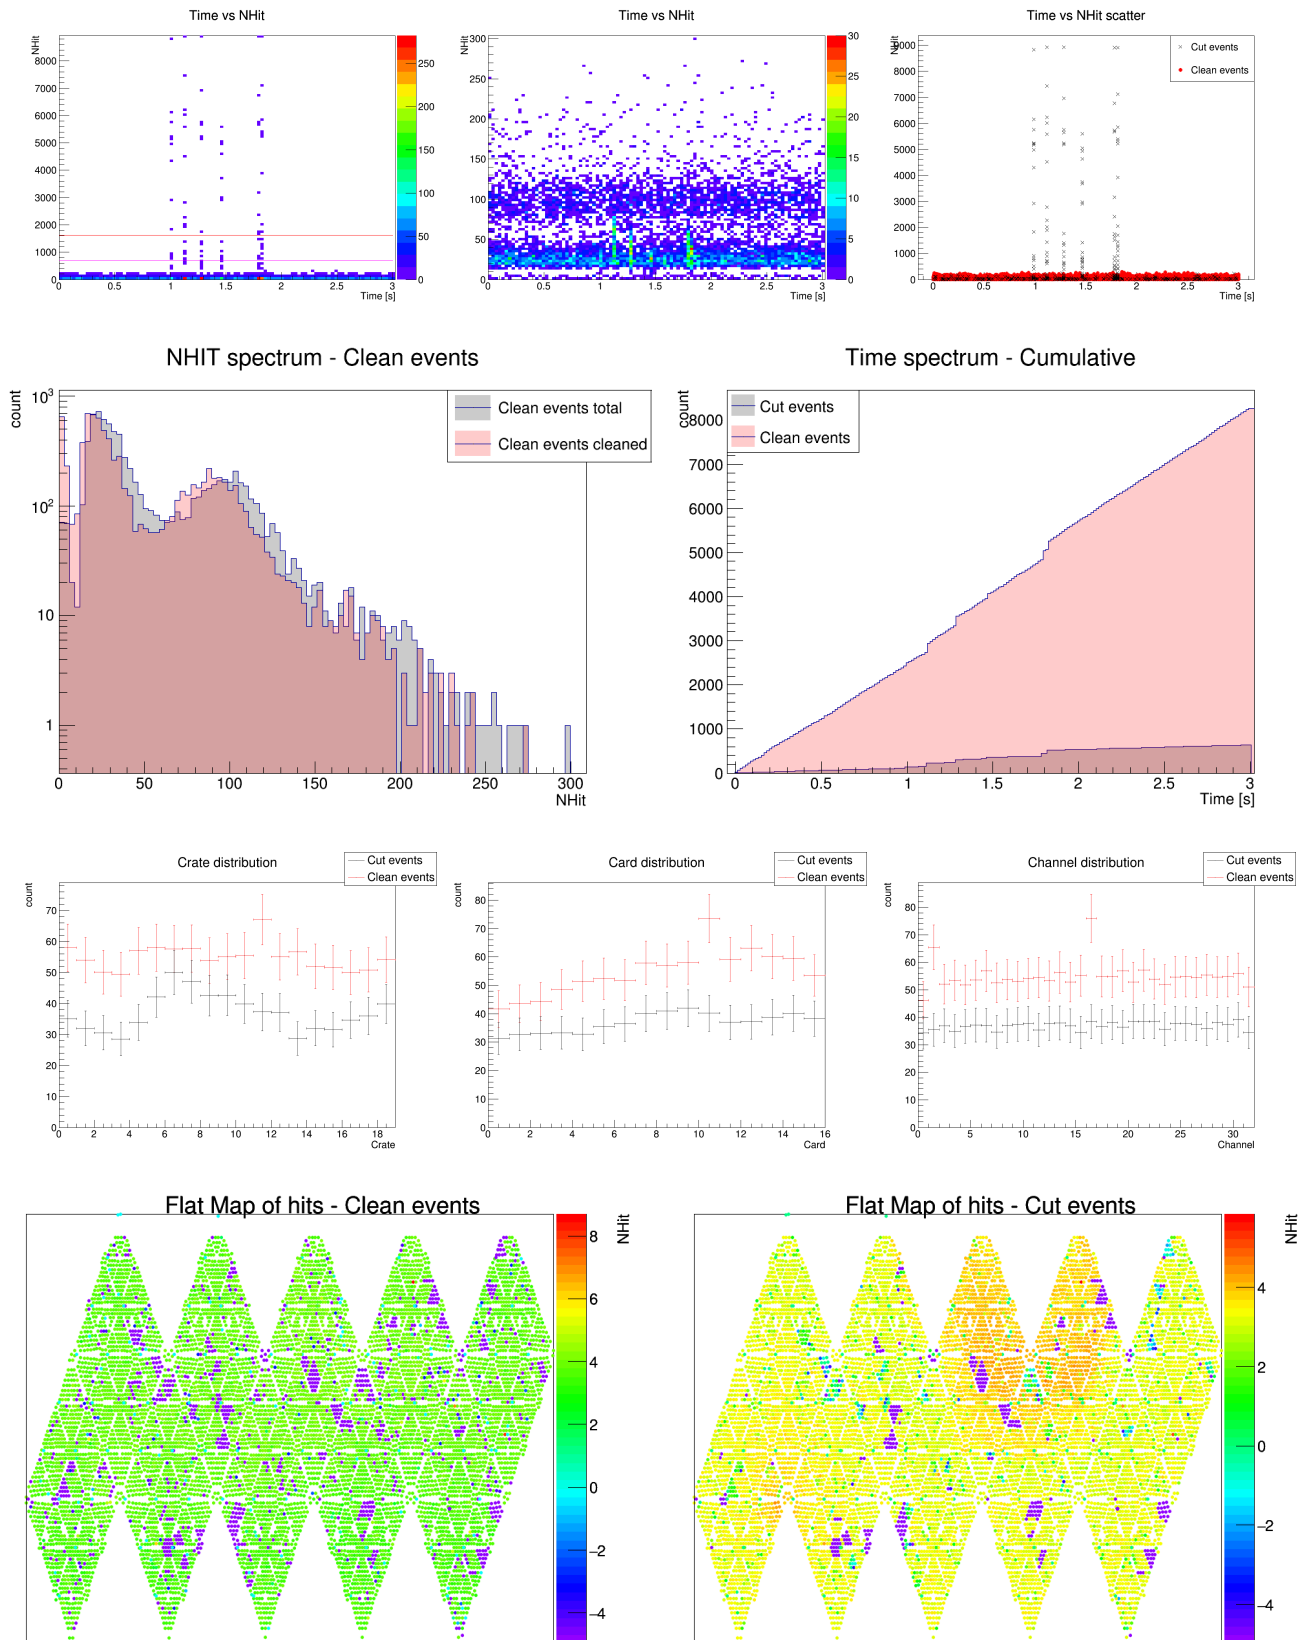 Time vs NHit
NHit
8000
7000
6000
5000
4000
3000
2000
1000
0
0 0.5 1 1.5 2 2.5 3
Time [s]
250
200
150
100
50
0
Time vs NHit
NHit
300
250
200
150
100
50
0
0 0.5 1 1.5 2 2.5 3
Time [s]
30
25
20
15
10
5
0
Time vs NHit scatter
NHit
9000
8000
7000
6000
5000
4000
3000
2000
1000
0
0 0.5 1 1.5 2 2.5 3
Time [s]
Cut events
Clean events
NHIT spectrum - Clean events
count
10³
10²
10
1
0 50 100 150 200 250 300
NHit
Clean events total
Clean events cleaned
Time spectrum - Cumulative
count
8000
7000
6000
5000
4000
3000
2000
1000
0
0 0.5 1 1.5 2 2.5 3
Time [s]
Cut events
Clean events
Crate distribution
Cut events
Clean events
count
70
60
50
40
30
20
10
0
0 2 4 6 8 10 12 14 16 18
Crate
Card distribution
Cut events
Clean events
count
80
70
60
50
40
30
20
10
0
0 2 4 6 8 10 12 14 16
Card
Channel distribution
Cut events
Clean events
count
80
70
60
50
40
30
20
10
0
0 5 10 15 20 25 30
Channel
Flat Map of hits - Clean events
NHit
8
6
4
2
0
−2
−4
Flat Map of hits - Cut events
NHit
4
2
0
−2
−4